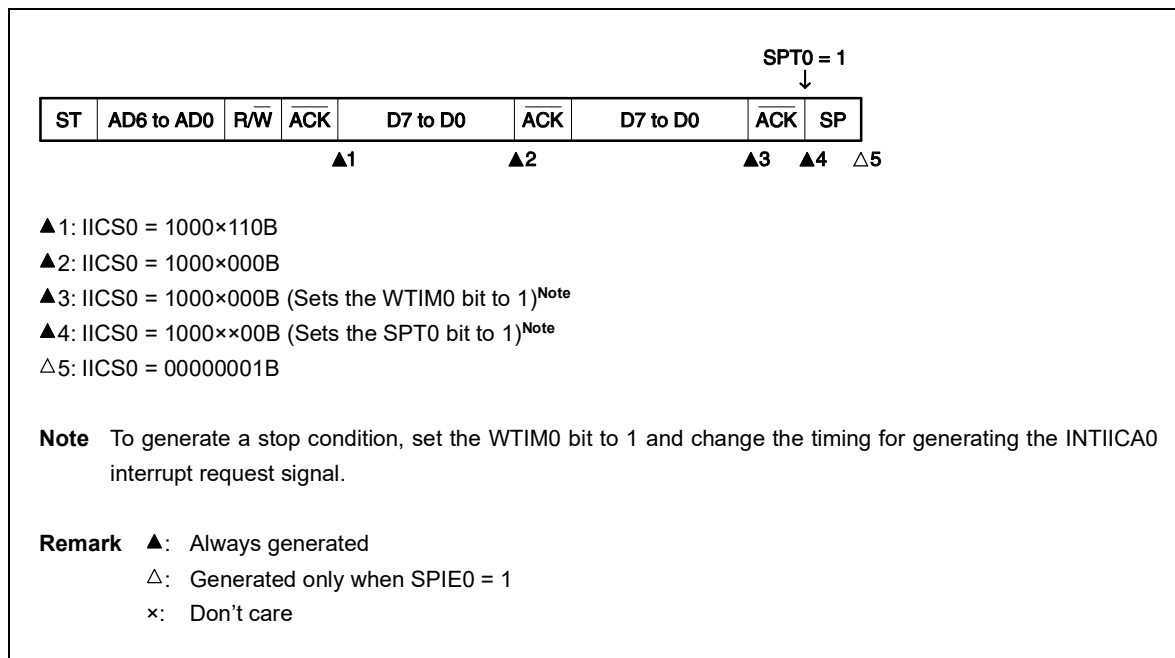 SPT0 = 1
↓
ST AD6 to AD0 R/W̅ A̅C̅K̅ D7 to D0 A̅C̅K̅ D7 to D0 A̅C̅K̅ SP
▲1 ▲2 ▲3 ▲4 △5
▲1: IICS0 = 1000×110B
▲2: IICS0 = 1000×000B
▲3: IICS0 = 1000×000B (Sets the WTIM0 bit to 1)Note
▲4: IICS0 = 1000××00B (Sets the SPT0 bit to 1)Note
△5: IICS0 = 00000001B
Note To generate a stop condition, set the WTIM0 bit to 1 and change the timing for generating the INTIICA0
interrupt request signal.
Remark ▲: Always generated
△: Generated only when SPIE0 = 1
×: Don't care